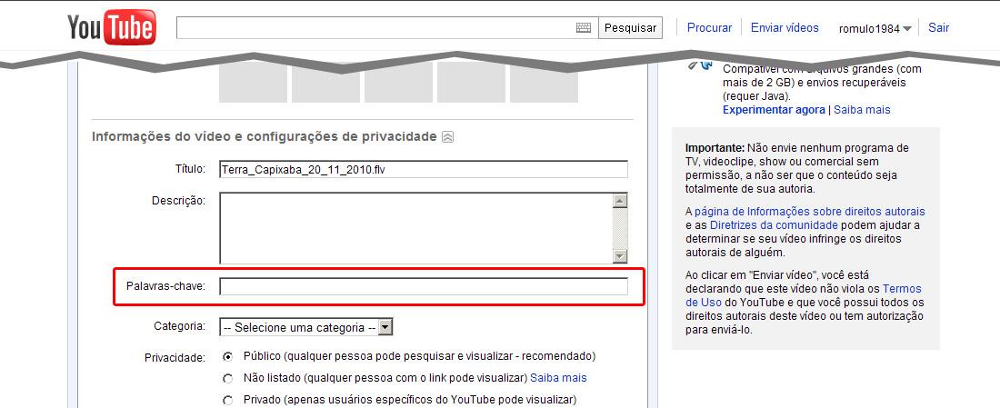 YouTube
Pesquisar
Procurar
Enviar vídeos
romulo1984
Sair
Compatível com arquivos grandes (com
mais de 2 GB) e envios recuperáveis
(requer Java).
Experimentar agora | Saiba mais
Informações do vídeo e configurações de privacidade
Título: Terra_Capixaba_20_11_2010.flv
Descrição:
Palavras-chave:
Categoria: -- Selecione uma categoria --
Privacidade: Público (qualquer pessoa pode pesquisar e visualizar - recomendado)
Não listado (qualquer pessoa com o link pode visualizar) Saiba mais
Privado (apenas usuários específicos do YouTube pode visualizar)
Importante: Não envie nenhum programa de
TV, videoclipe, show ou comercial sem
permissão, a não ser que o conteúdo seja
totalmente de sua autoria.
A página de Informações sobre direitos autorais
e as Diretrizes da comunidade podem ajudar a
determinar se seu vídeo infringe os direitos
autorais de alguém.
Ao clicar em "Enviar vídeo", você está
declarando que este vídeo não viola os Termos
de Uso do YouTube e que você possui todos os
direitos autorais deste vídeo ou tem autorização
para enviá-lo.